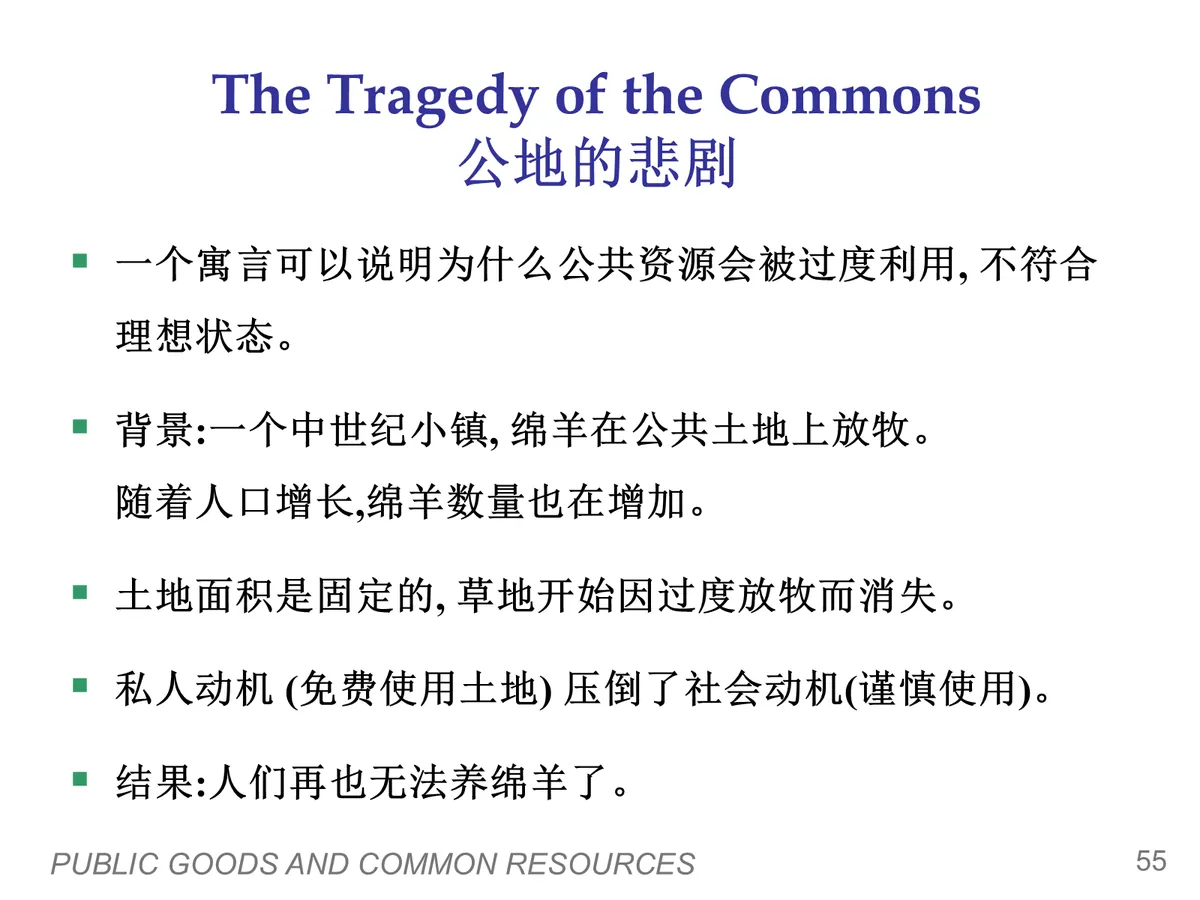 The Tragedy of the Commons
公地的悲剧
一个寓言可以说明为什么公共资源会被过度利用, 不符合
理想状态。
背景:一个中世纪小镇, 绵羊在公共土地上放牧。
随着人口增长,绵羊数量也在增加。
土地面积是固定的, 草地开始因过度放牧而消失。
私人动机 (免费使用土地) 压倒了社会动机(谨慎使用)。
结果:人们再也无法养绵羊了。
PUBLIC GOODS AND COMMON RESOURCES 55